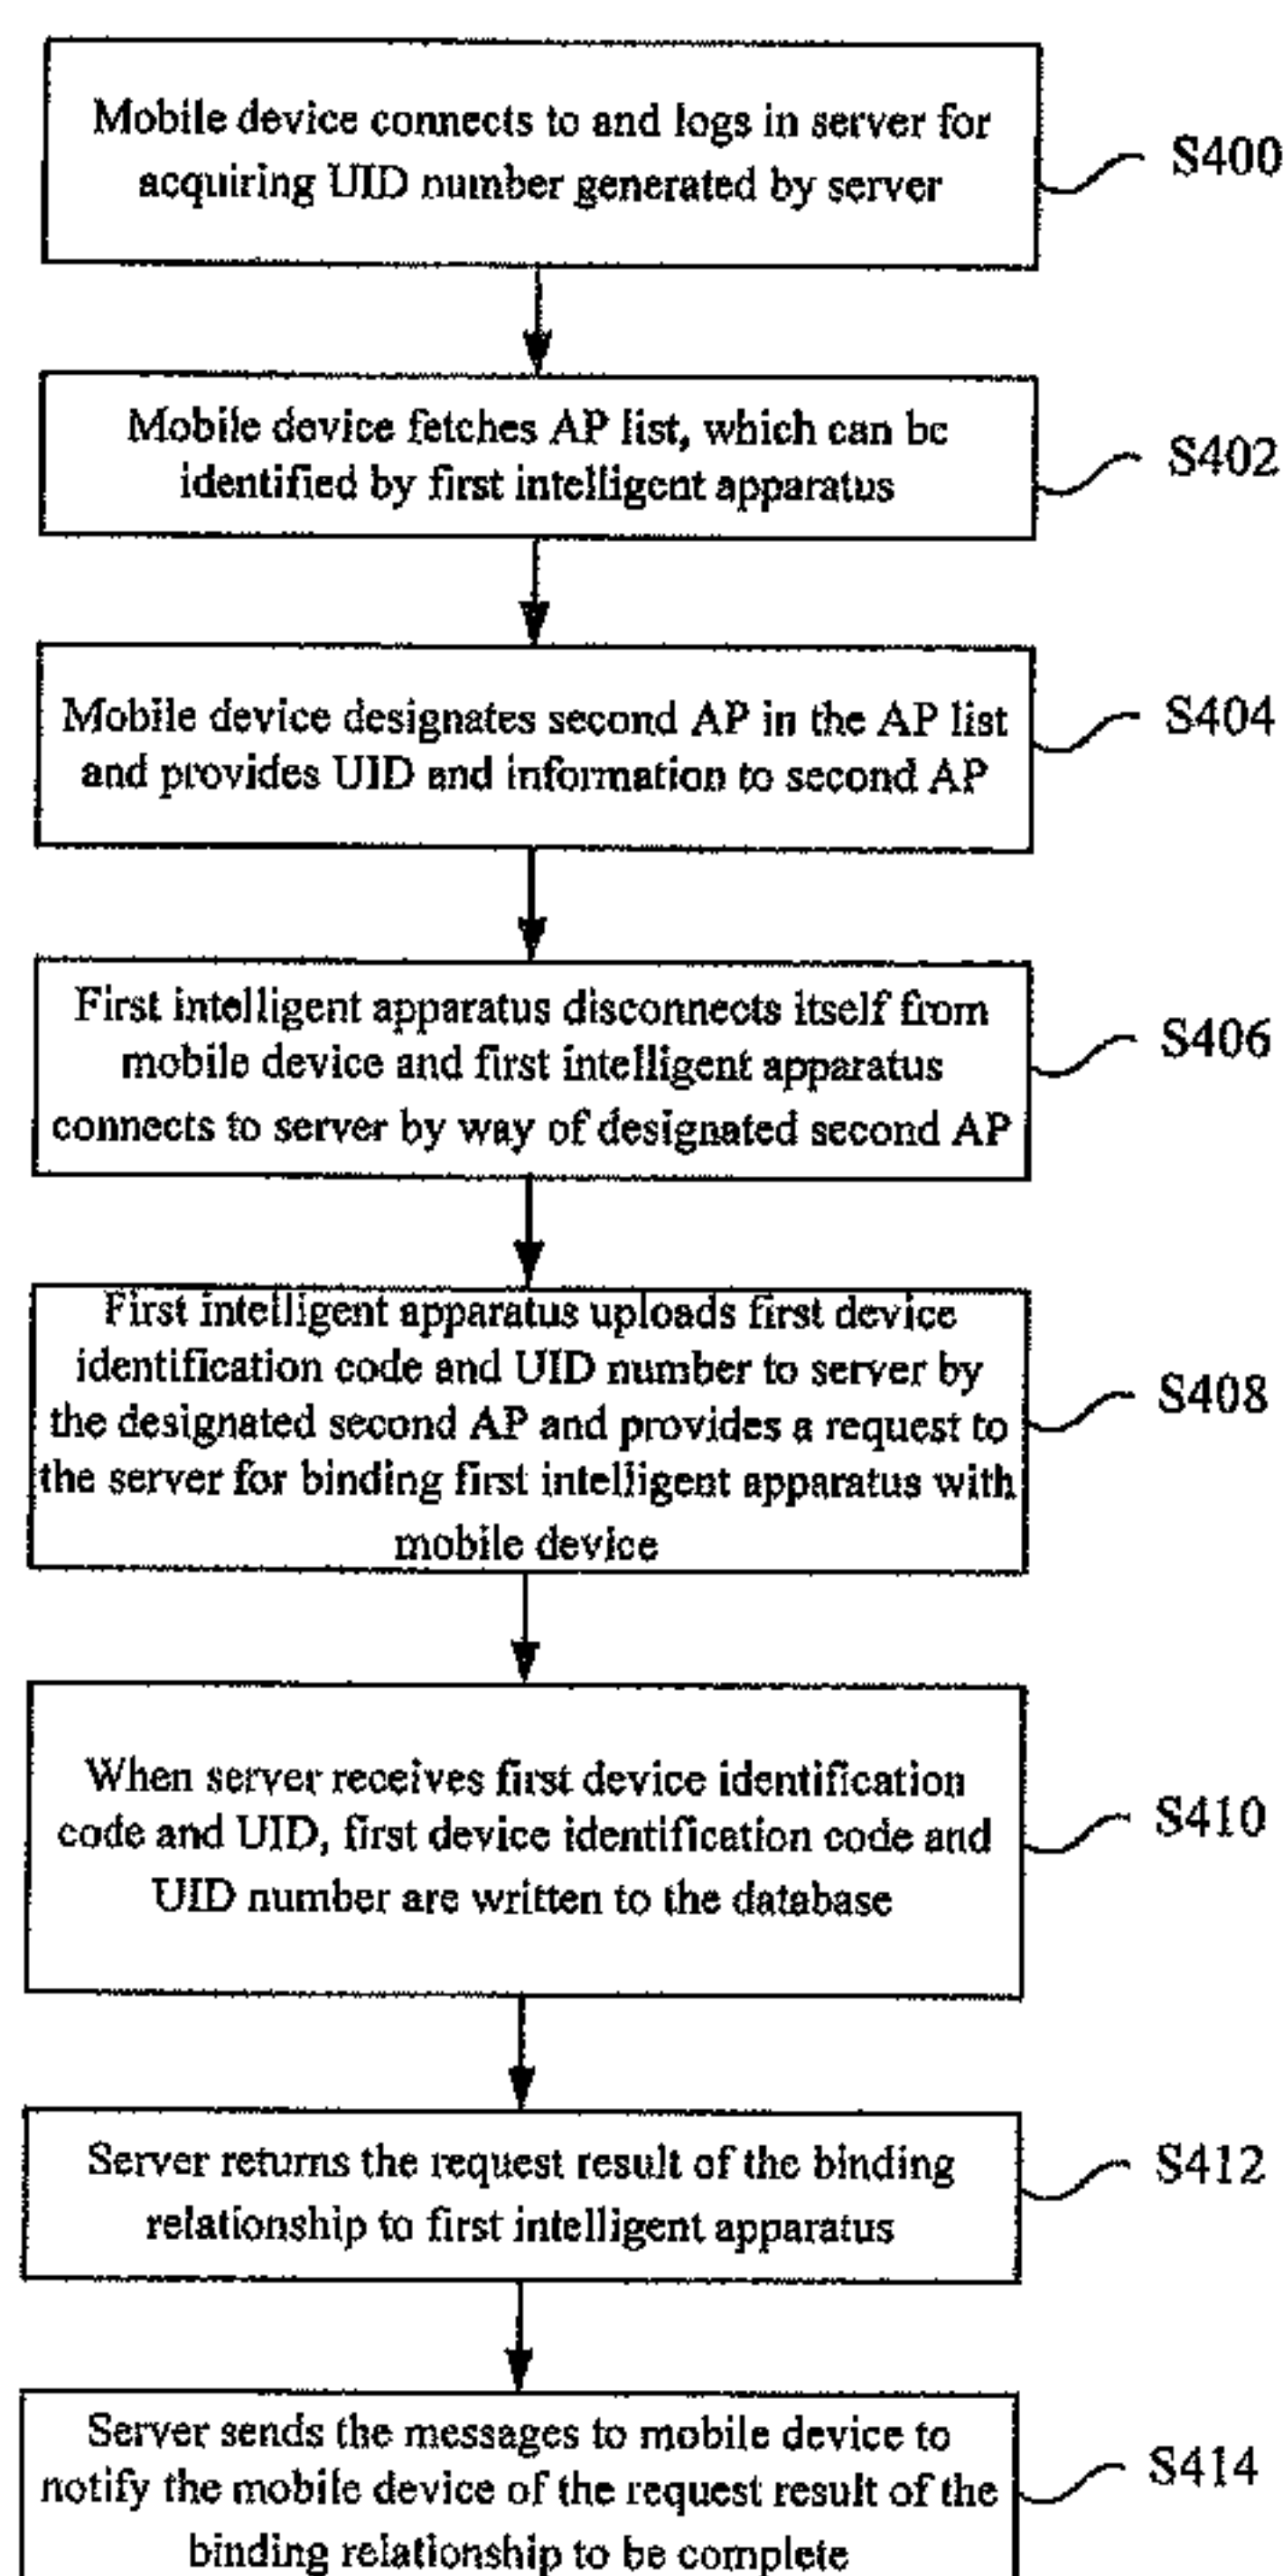 Mobile device connects to and logs in server for
acquiring UID number generated by server
S400
Mobile device fetches AP list, which can be
identified by first intelligent apparatus
S402
Mobile device designates second AP in the AP list
and provides UID and information to second AP
S404
First intelligent apparatus disconnects itself from
mobile device and first intelligent apparatus
connects to server by way of designated second AP
S406
First intelligent apparatus uploads first device
identification code and UID number to server by
the designated second AP and provides a request to
the server for binding first intelligent apparatus with
mobile device
S408
When server receives first device identification
code and UID, first device identification code and
UID number are written to the database
S410
Server returns the request result of the binding
relationship to first intelligent apparatus
S412
Server sends the messages to mobile device to
notify the mobile device of the request result of the
binding relationship to be complete
S414